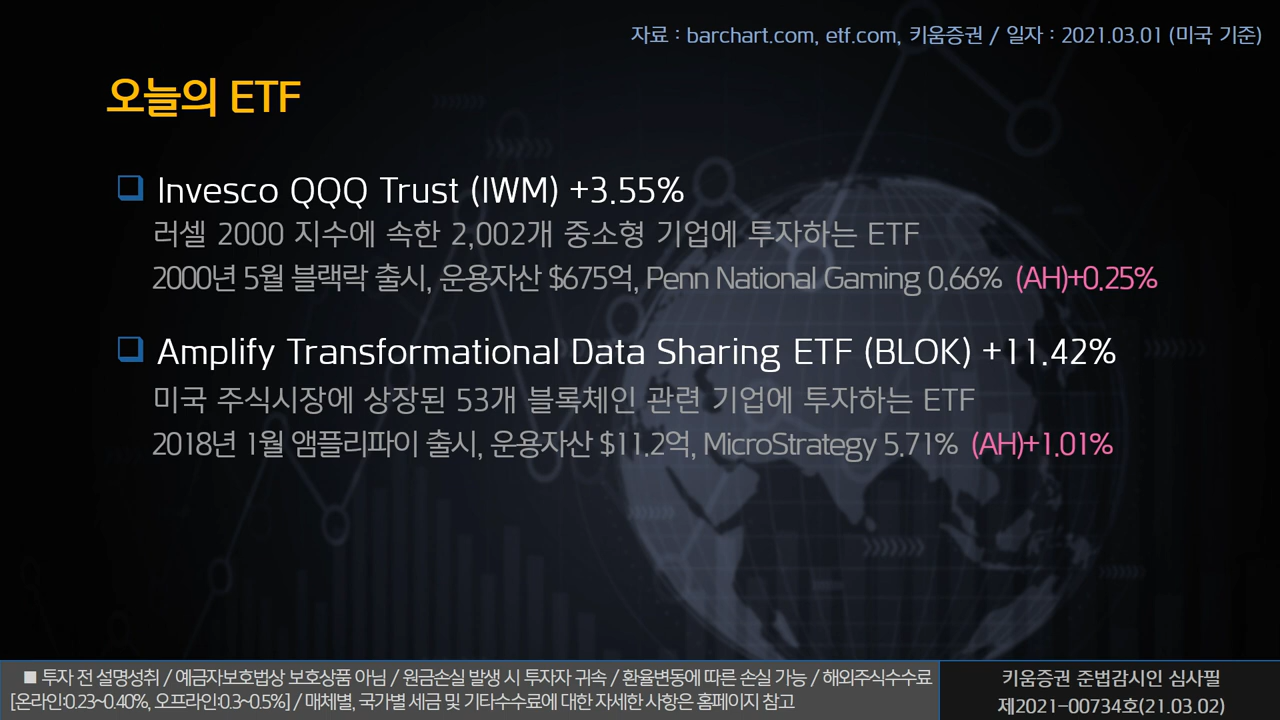 자료 : barchart.com, etf.com, 키움증권 / 일자 : 2021.03.01 (미국 기준)
오늘의 ETF
Invesco QQQ Trust (IWM) +3.55%
러셀 2000 지수에 속한 2,002개 중소형 기업에 투자하는 ETF
2000년 5월 블랙락 출시, 운용자산 $675억, Penn National Gaming 0.66% (AH)+0.25%
Amplify Transformational Data Sharing ETF (BLOK) +11.42%
미국 주식시장에 상장된 53개 블록체인 관련 기업에 투자하는 ETF
2018년 1월 앰플리파이 출시, 운용자산 $11.2억, MicroStrategy 5.71% (AH)+1.01%
■ 투자 전 설명성취 / 예금자보호법상 보호상품 아님 / 원금손실 발생 시 투자자 귀속 / 환율변동에 따른 손실 가능 / 해외주식수수료
[온라인:0.23~0.40%, 오프라인:0.3~0.5%] / 매체별, 국가별 세금 및 기타수수료에 대한 자세한 사항은 홈페이지 참고
키움증권 준법감시인 심사필
제2021-00734호(21.03.02)